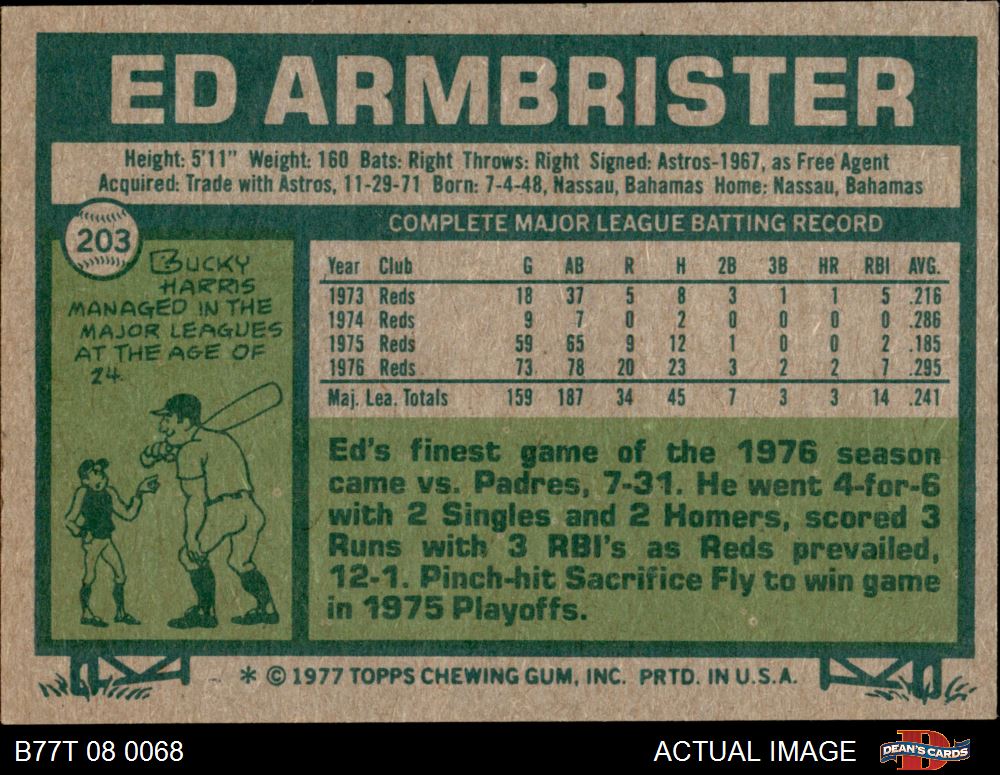 ED ARMBRISTER
Height: 5'11" Weight: 160 Bats: Right Throws: Right Signed: Astros-1967, as Free Agent
Acquired: Trade with Astros, 11-29-71 Born: 7-4-48, Nassau, Bahamas Home: Nassau, Bahamas
203
BUCKY
HARRIS
MANAGED IN THE
MAJOR LEAGUES
AT THE AGE OF
24.
COMPLETE MAJOR LEAGUE BATTING RECORD
Year Club G AB R H 2B 3B HR RBI AVG.
1973 Reds 18 37 5 8 3 1 1 5 .216
1974 Reds 9 7 0 2 0 0 0 0 .286
1975 Reds 59 65 9 12 1 0 0 2 .185
1976 Reds 73 78 20 23 3 2 2 7 .295
Maj. Lea. Totals 159 187 34 45 7 3 3 14 .241
Ed's finest game of the 1976 season
came vs. Padres, 7-31. He went 4-for-6
with 2 Singles and 2 Homers, scored 3
Runs with 3 RBI's as Reds prevailed,
12-1. Pinch-hit Sacrifice Fly to win game
in 1975 Playoffs.
* © 1977 TOPPS CHEWING GUM, INC. PRTD. IN U.S.A.
B77T 08 0068
ACTUAL IMAGE
D
DEAN'S CARDS